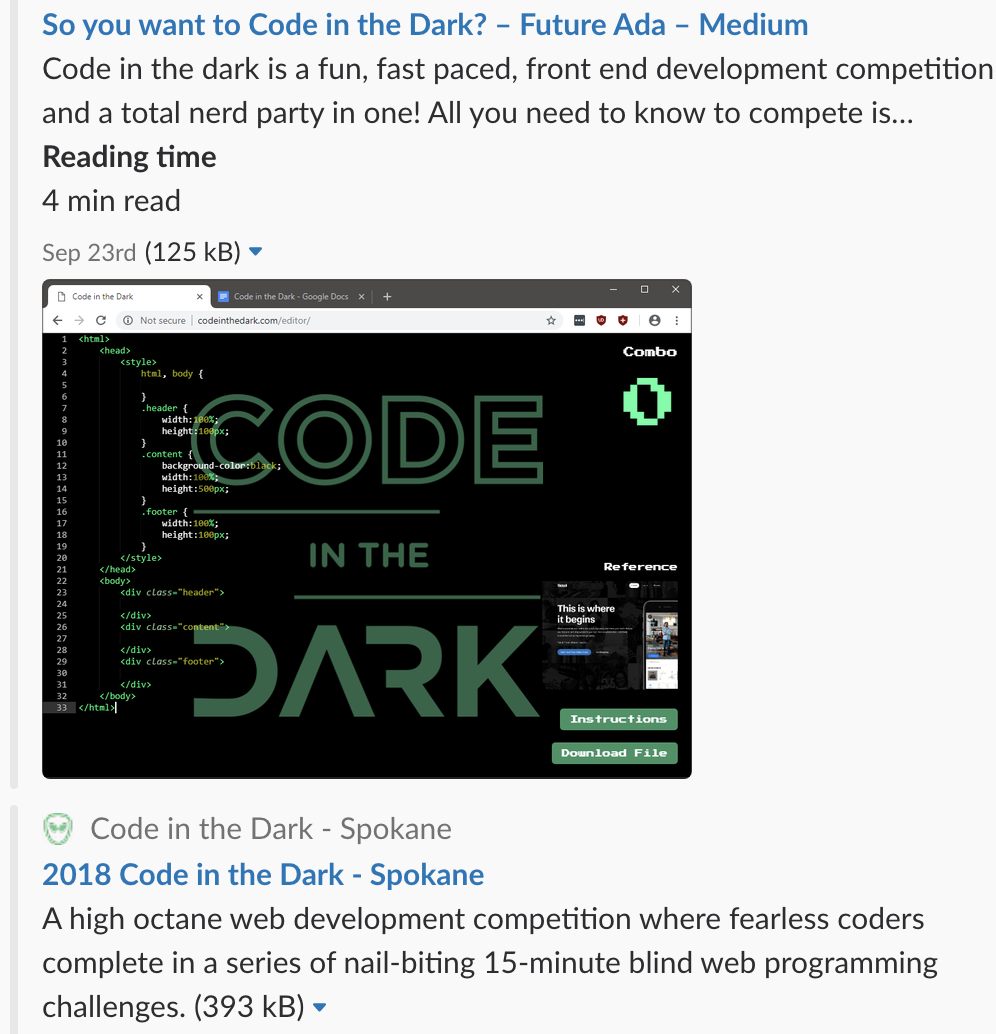 So you want to Code in the Dark? – Future Ada – Medium
Code in the dark is a fun, fast paced, front end development competition
and a total nerd party in one! All you need to know to compete is…
Reading time
4 min read
Sep 23rd (125 kB)
Code in the Dark
Code in the Dark - Google Docs
Not secure | codeinthedark.com/editor/
1 <html>
2 <head>
3 <style>
4 html, body {
5
6 }
7 .header {
8 width:100%;
9 height:100px;
10 }
11 .content {
12 background-color:black;
13 width:100%;
14 height:500px;
15 }
16 .footer {
17 width:100%;
18 height:100px;
19 }
20 </style>
21 </head>
22 <body>
23 <div class="header">
24
25 </div>
26 <div class="content">
27
28 </div>
29 <div class="footer">
30
31 </div>
32 </body>
33 </html>
CODE
IN THE
DARK
Combo
0
Reference
This is where
it begins
Instructions
Download File
Code in the Dark - Spokane
2018 Code in the Dark - Spokane
A high octane web development competition where fearless coders
complete in a series of nail-biting 15-minute blind web programming
challenges. (393 kB)